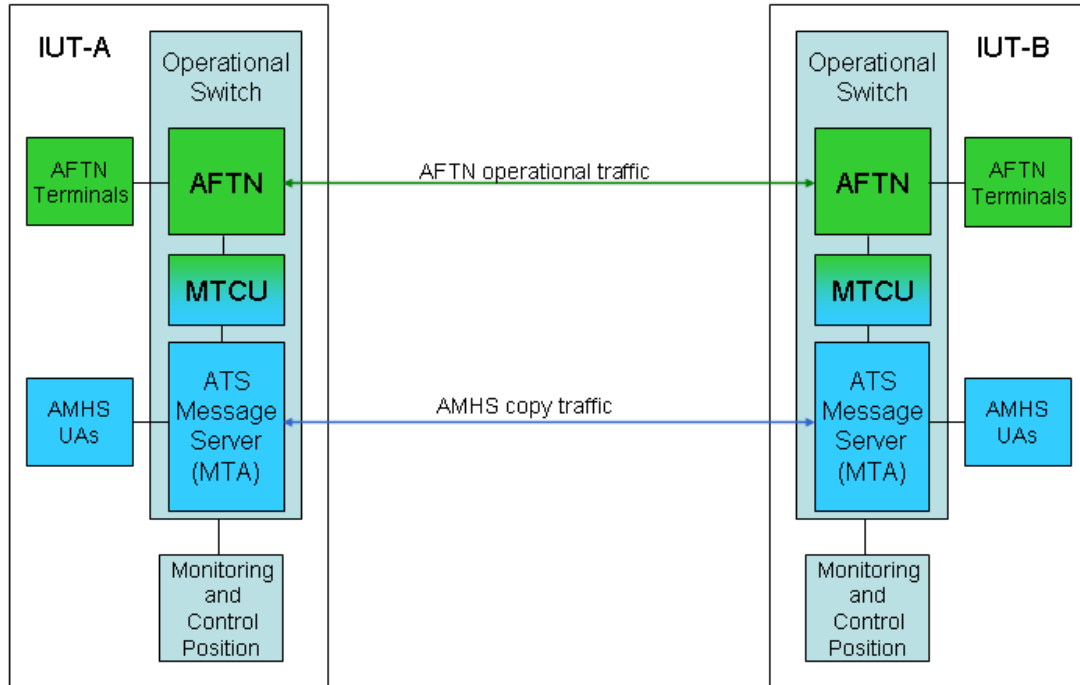 IUT-A
Operational
Switch
AFTN
Terminals
AFTN
MTCU
AMHS
UAs
ATS
Message
Server
(MTA)
Monitoring
and
Control
Position
AFTN operational traffic
AMHS copy traffic
IUT-B
Operational
Switch
AFTN
AFTN
Terminals
MTCU
ATS
Message
Server
(MTA)
AMHS
UAs
Monitoring
and
Control
Position